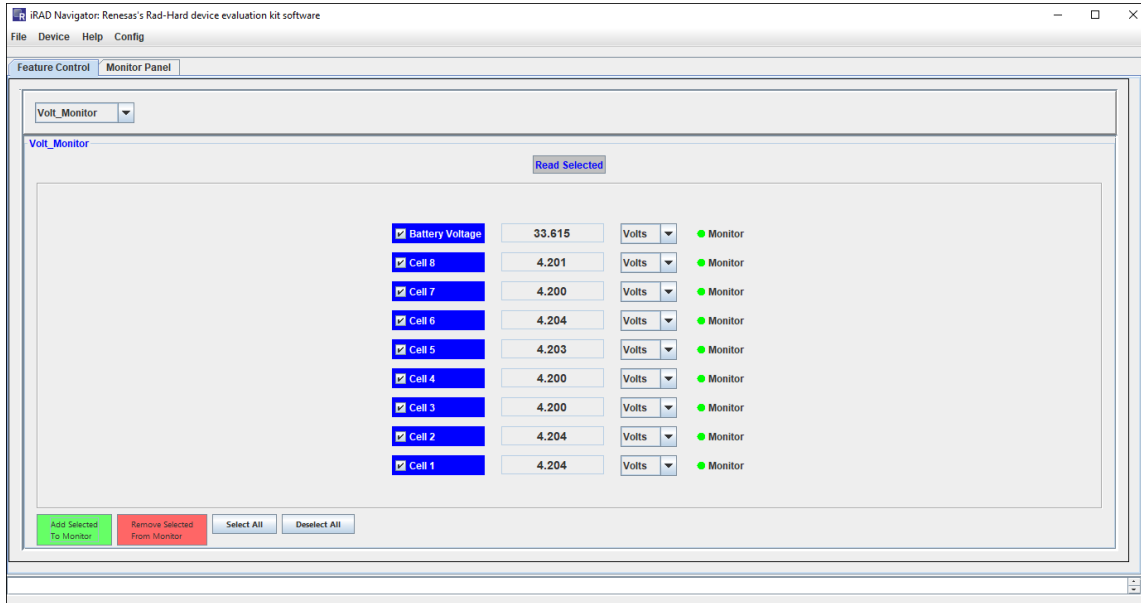 iRAD Navigator: Renesas's Rad-Hard device evaluation kit software
File Device Help Config
Feature Control Monitor Panel
Volt_Monitor
Volt_Monitor
Read Selected
Battery Voltage 33.615 Volts Monitor
Cell 8 4.201 Volts Monitor
Cell 7 4.200 Volts Monitor
Cell 6 4.204 Volts Monitor
Cell 5 4.203 Volts Monitor
Cell 4 4.200 Volts Monitor
Cell 3 4.200 Volts Monitor
Cell 2 4.204 Volts Monitor
Cell 1 4.204 Volts Monitor
Add Selected To Monitor
Remove Selected From Monitor
Select All
Deselect All